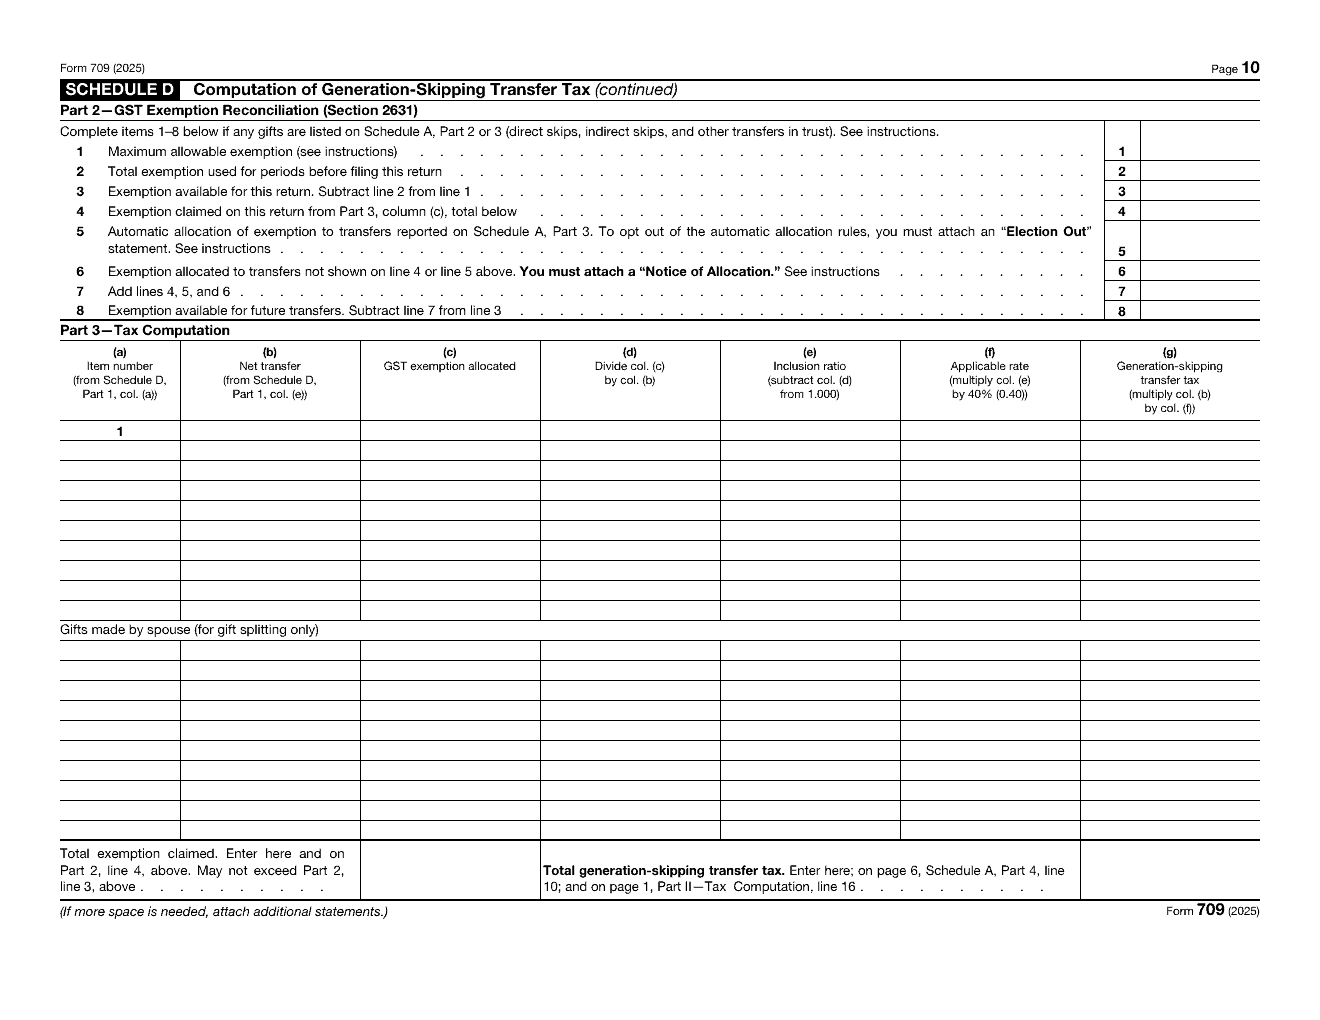 Form 709 (2025)
Page 10
SCHEDULE D Computation of Generation-Skipping Transfer Tax (continued)
Part 2—GST Exemption Reconciliation (Section 2631)
Complete items 1–8 below if any gifts are listed on Schedule A, Part 2 or 3 (direct skips, indirect skips, and other transfers in trust). See instructions.
1 Maximum allowable exemption (see instructions) . . . . . . . . . . . . . . . . . . . . . . . . . . 1
2 Total exemption used for periods before filing this return . . . . . . . . . . . . . . . . . . . . . . . . 2
3 Exemption available for this return. Subtract line 2 from line 1 . . . . . . . . . . . . . . . . . . . . . . . 3
4 Exemption claimed on this return from Part 3, column (c), total below . . . . . . . . . . . . . . . . . . . . . 4
5 Automatic allocation of exemption to transfers reported on Schedule A, Part 3. To opt out of the automatic allocation rules, you must attach an “Election Out”
statement. See instructions . . . . . . . . . . . . . . . . . . . . . . . . . . . . . . . 5
6 Exemption allocated to transfers not shown on line 4 or line 5 above. You must attach a “Notice of Allocation.” See instructions . . . . . . . . . . 6
7 Add lines 4, 5, and 6 . . . . . . . . . . . . . . . . . . . . . . . . . . . . . . . . 7
8 Exemption available for future transfers. Subtract line 7 from line 3 . . . . . . . . . . . . . . . . . . . . . . 8
Part 3—Tax Computation
(a)
Item number
(from Schedule D,
Part 1, col. (a))
(b)
Net transfer
(from Schedule D,
Part 1, col. (e))
(c)
GST exemption allocated
(d)
Divide col. (c)
by col. (b)
(e)
Inclusion ratio
(subtract col. (d)
from 1.000)
(f)
Applicable rate
(multiply col. (e)
by 40% (0.40))
(g)
Generation-skipping
transfer tax
(multiply col. (b)
by col. (f))
1
Gifts made by spouse (for gift splitting only)
Total exemption claimed. Enter here and on
Part 2, line 4, above. May not exceed Part 2,
line 3, above . . . . . . . . . .
Total generation-skipping transfer tax. Enter here; on page 6, Schedule A, Part 4, line
10; and on page 1, Part II—Tax Computation, line 16 . . . . . . . . . .
(If more space is needed, attach additional statements.)
Form 709 (2025)